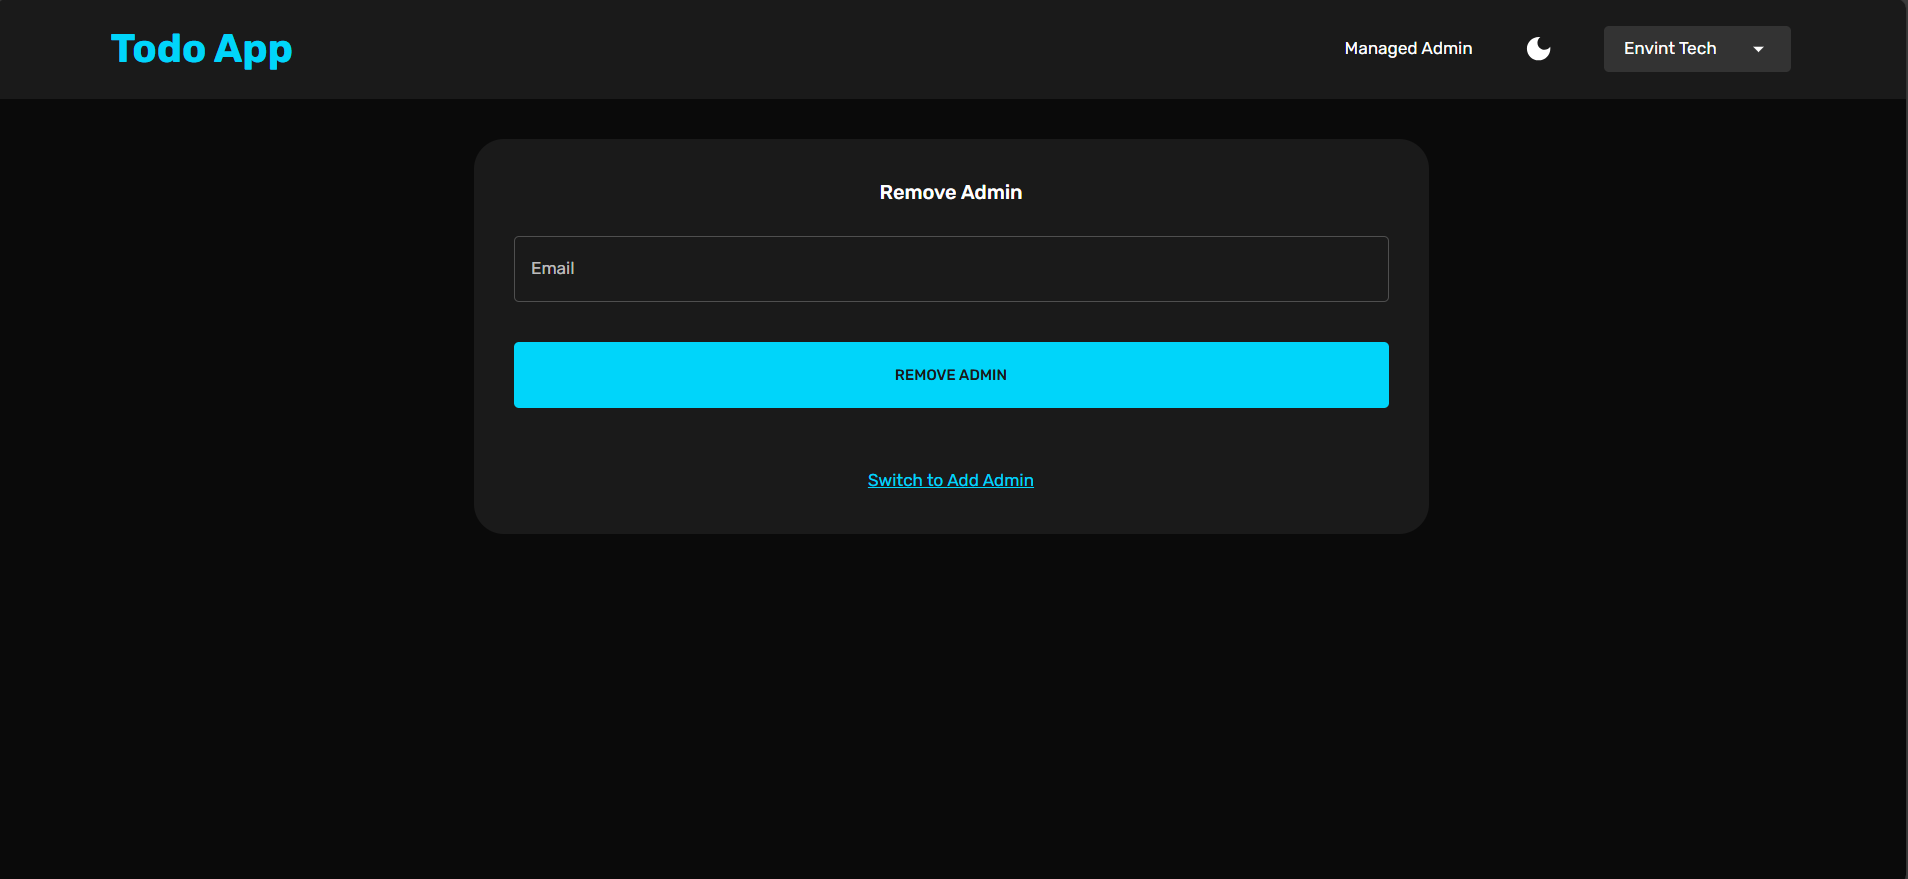 Todo App
Managed Admin
Envint Tech
Remove Admin
Email
REMOVE ADMIN
Switch to Add Admin